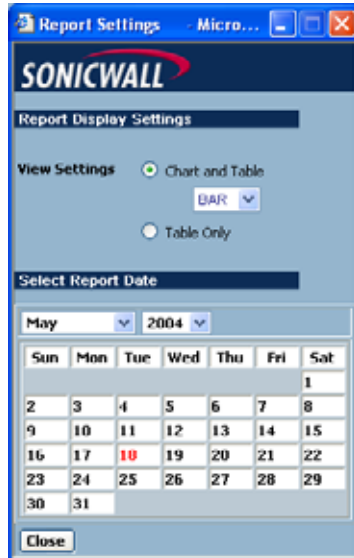 Report Settings - Micro...
SONICWALL
Report Display Settings
View Settings Chart and Table
BAR
Table Only
Select Report Date
May 2004
Sun Mon Tue Wed Thu Fri Sat
1
2 3 4 5 6 7 8
9 10 11 12 13 14 15
16 17 18 19 20 21 22
23 24 25 26 27 28 29
30 31
Close